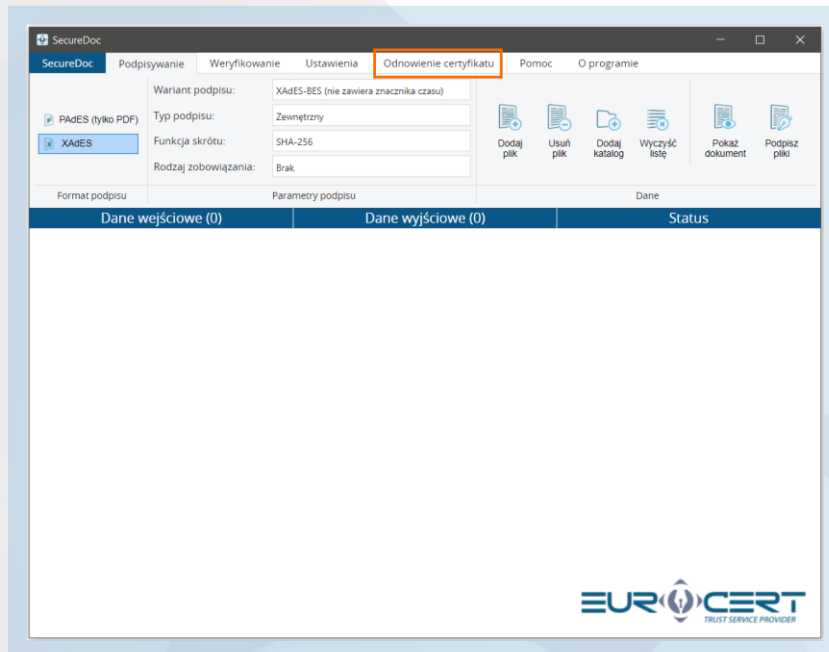 SecureDoc
SecureDoc Podpisywanie Weryfikowanie Ustawienia Odnowienie certyfikatu Pomoc O programie
PAdES (tylko PDF)
XAdES
Format podpisu
Wariant podpisu: XAdES-BES (nie zawiera znacznika czasu)
Typ podpisu: Zewnętrzny
Funkcja skrótu: SHA-256
Rodzaj zobowiązania: Brak
Parametry podpisu
Dodaj plik
Usuń plik
Dodaj katalog
Wyczyść listę
Pokaż dokument
Podpisz pliki
Dane
Dane wejściowe (0) Dane wyjściowe (0) Status
EUROCERT
TRUST SERVICE PROVIDER